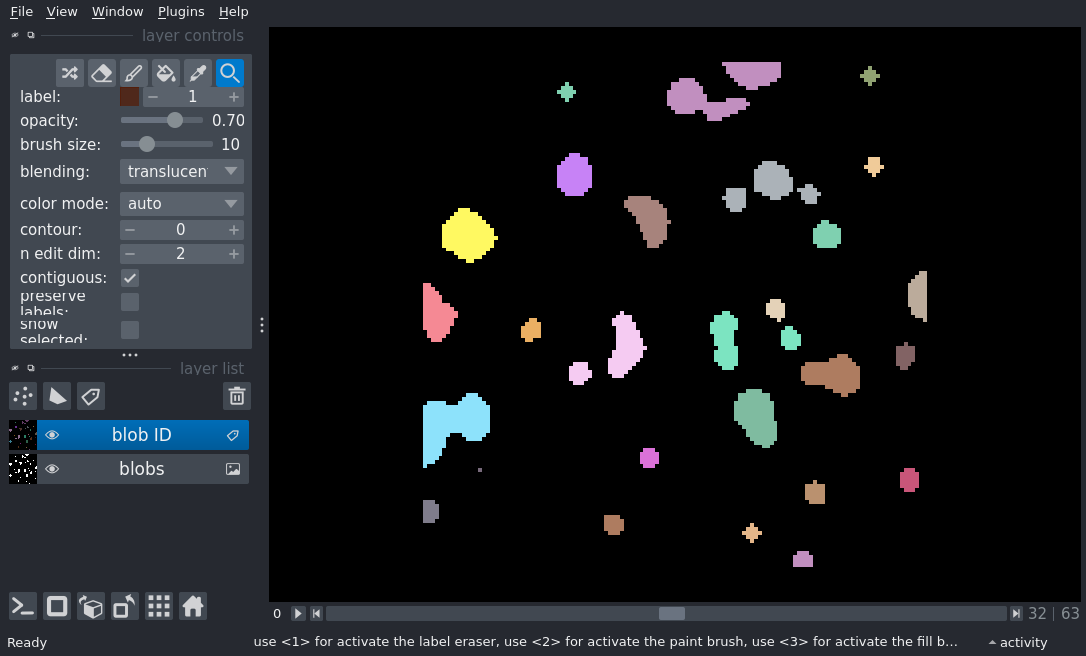 File View Window Plugins Help
layer controls
label: 1
opacity: 0.70
brush size: 10
blending: translucen
color mode: auto
contour: 0
n edit dim: 2
contiguous:
preserve
labels:
show
selected:
layer list
blob ID
blobs
0 32 63
Ready use <1> for activate the label eraser, use <2> for activate the paint brush, use <3> for activate the fill b... activity